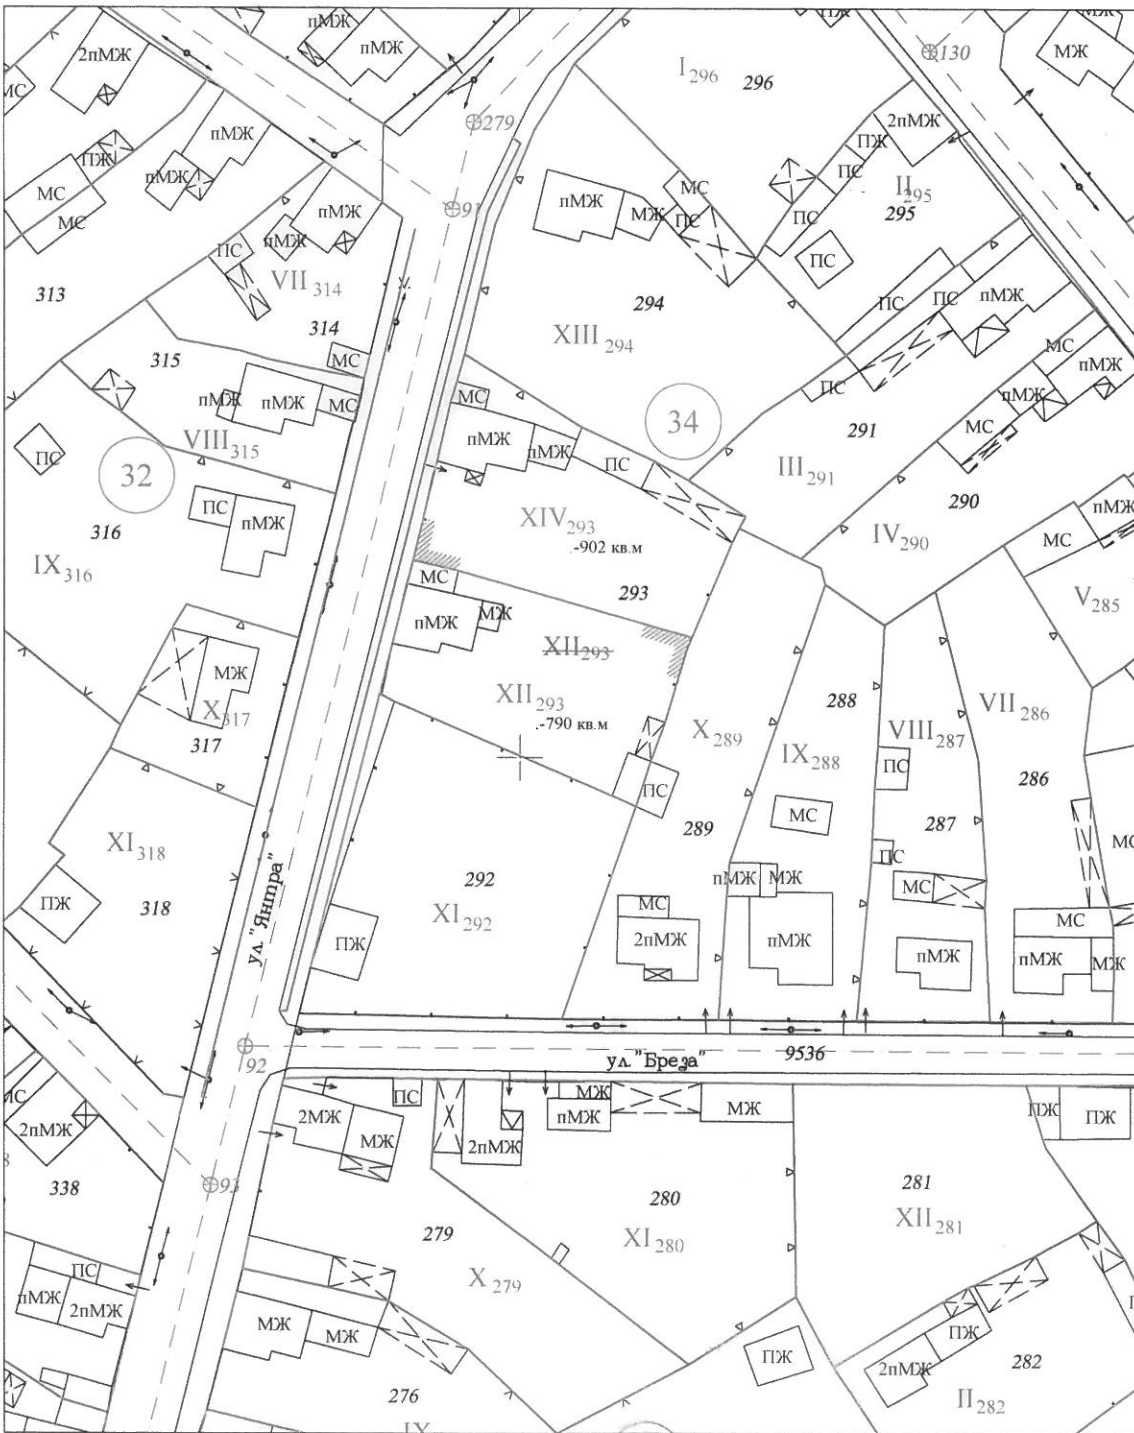 пМЖ
ПЖ
МЖ
2пМЖ
пМЖ
I296
296
130
МЖ
МС
пМЖ
279
2пМЖ
ПЖ
ПЖ
МС
пМЖ
МС
ПС
II295
МС
пМЖ
91
пМЖ
МЖ
ПС
ПС
295
пМЖ
ПС
ПС
VII314
313
314
294
ПС
ПС
пМЖ
XIII294
315
МС
МС
пМЖ
пМЖ
МС
МС
ПС
пМЖ
34
291
МС
VIII315
пМЖ
пМЖ
ПС
III291
ПС
32
290
ПС
пМЖ
XIV293
пМЖ
316
.-902 кв.м
IV290
МС
IX316
МС
293
V285
пМЖ
МЖ
XII293
МЖ
XII293
288
VII286
X317
.-790 кв.м
X289
VIII287
317
IX288
ПС
286
ПС
МС
289
287
XI318
ПС
292
пМЖ
МЖ
МС
ПЖ
318
XI292
МС
МС
ул. "Янтра"
ПЖ
2пМЖ
пМЖ
пМЖ
пМЖ
МЖ
92
ул. "Бреза"
9536
МС
ПС
МЖ
2МЖ
пМЖ
МЖ
ПЖ
ПЖ
2пМЖ
МЖ
2пМЖ
93
338
280
281
279
XI280
XII281
ПС
X279
пМЖ
2пМЖ
МЖ
МЖ
ПЖ
ПЖ
2пМЖ
282
276
II282
IX